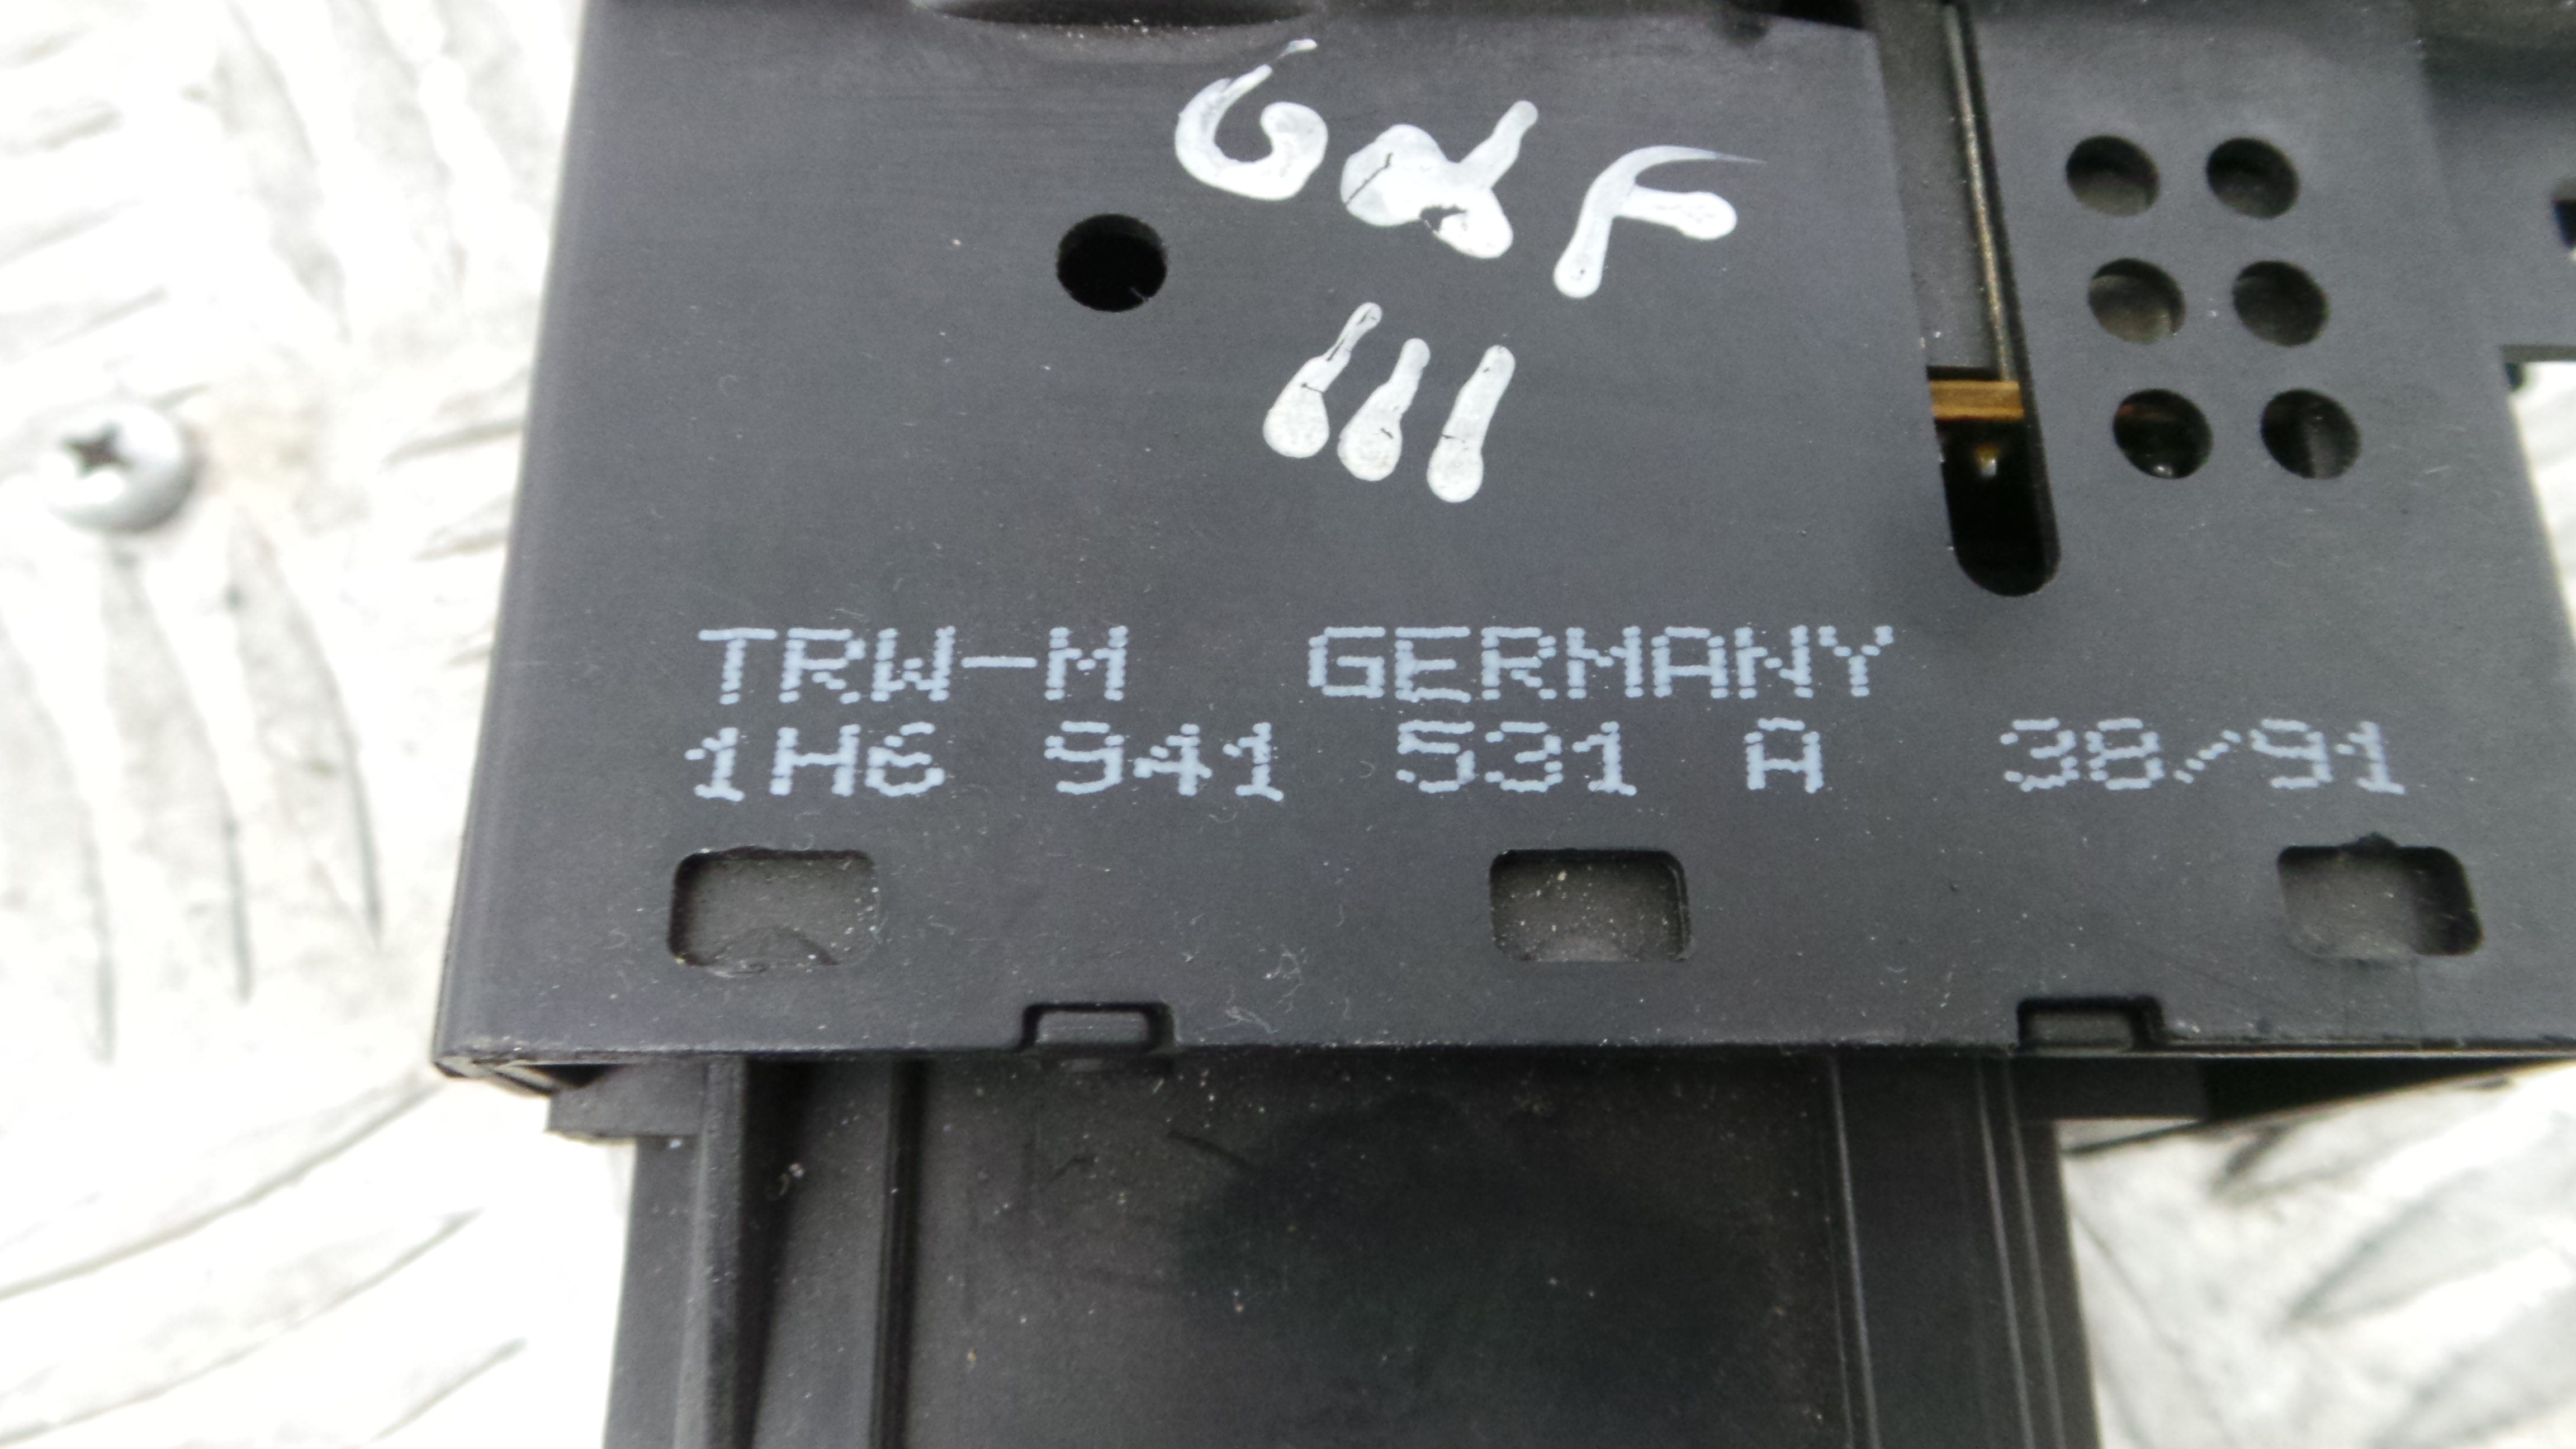 Golf
III
TRW-M GERMANY
1H6 941 531 A 38/91